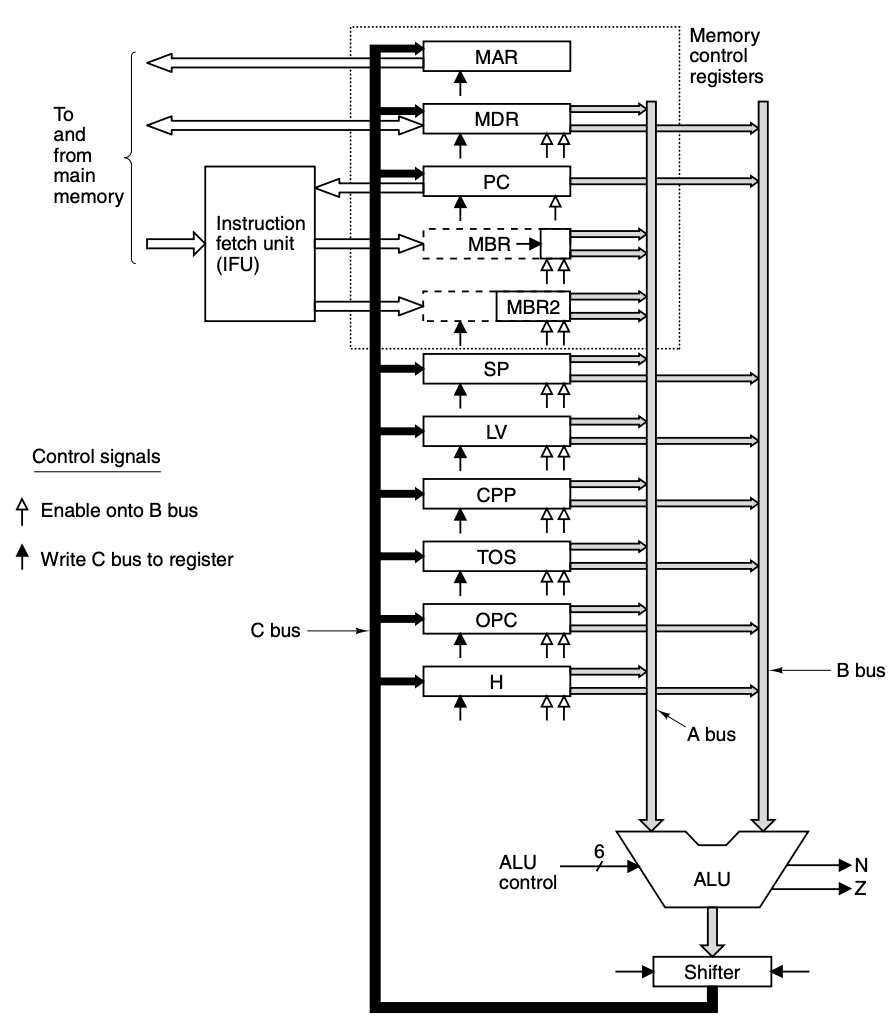 Memory
control
registers
MAR
To
and
from
main
memory
MDR
PC
Instruction
fetch unit
(IFU)
MBR
MBR2
SP
LV
Control signals
CPP
Enable onto B bus
TOS
Write C bus to register
OPC
C bus
H
B bus
A bus
ALU
control
6
ALU
N
Z
Shifter